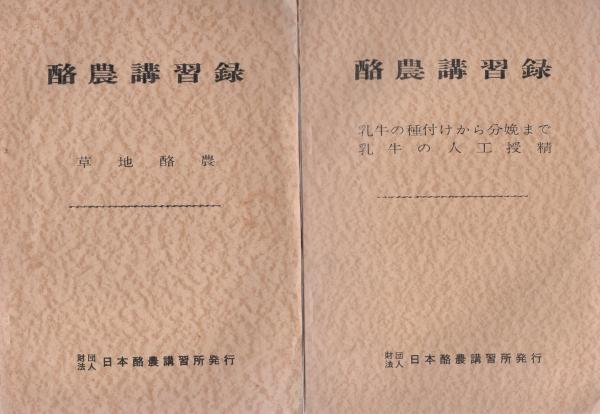 酪農講習録
草地酪農
財団法人 日本酪農講習所発行
酪農講習録
乳牛の種付けから分娩まで
乳牛の人工授精
財団法人 日本酪農講習所発行